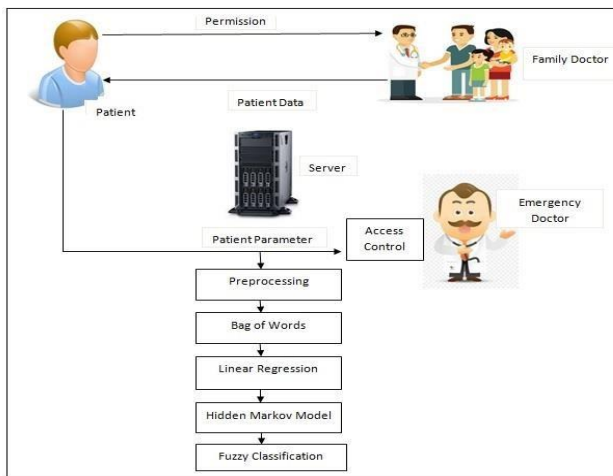 Permission
Family Doctor
Patient
Patient Data
Server
Emergency
Doctor
Patient Parameter
Access
Control
Preprocessing
Bag of Words
Linear Regression
Hidden Markov Model
Fuzzy Classification